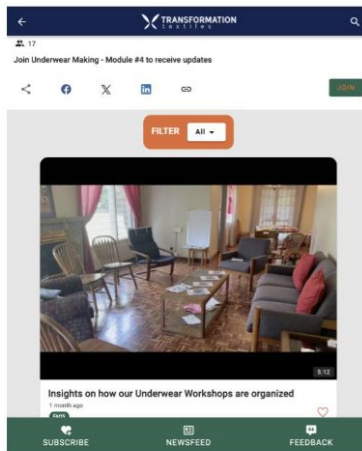 TRANSFORMATION
textiles
17
Join Underwear Making - Module #4 to receive updates
JOIN
FILTER
All
5:12
Insights on how our Underwear Workshops are organized
1 month ago
FAQS
SUBSCRIBE
NEWSFEED
FEEDBACK